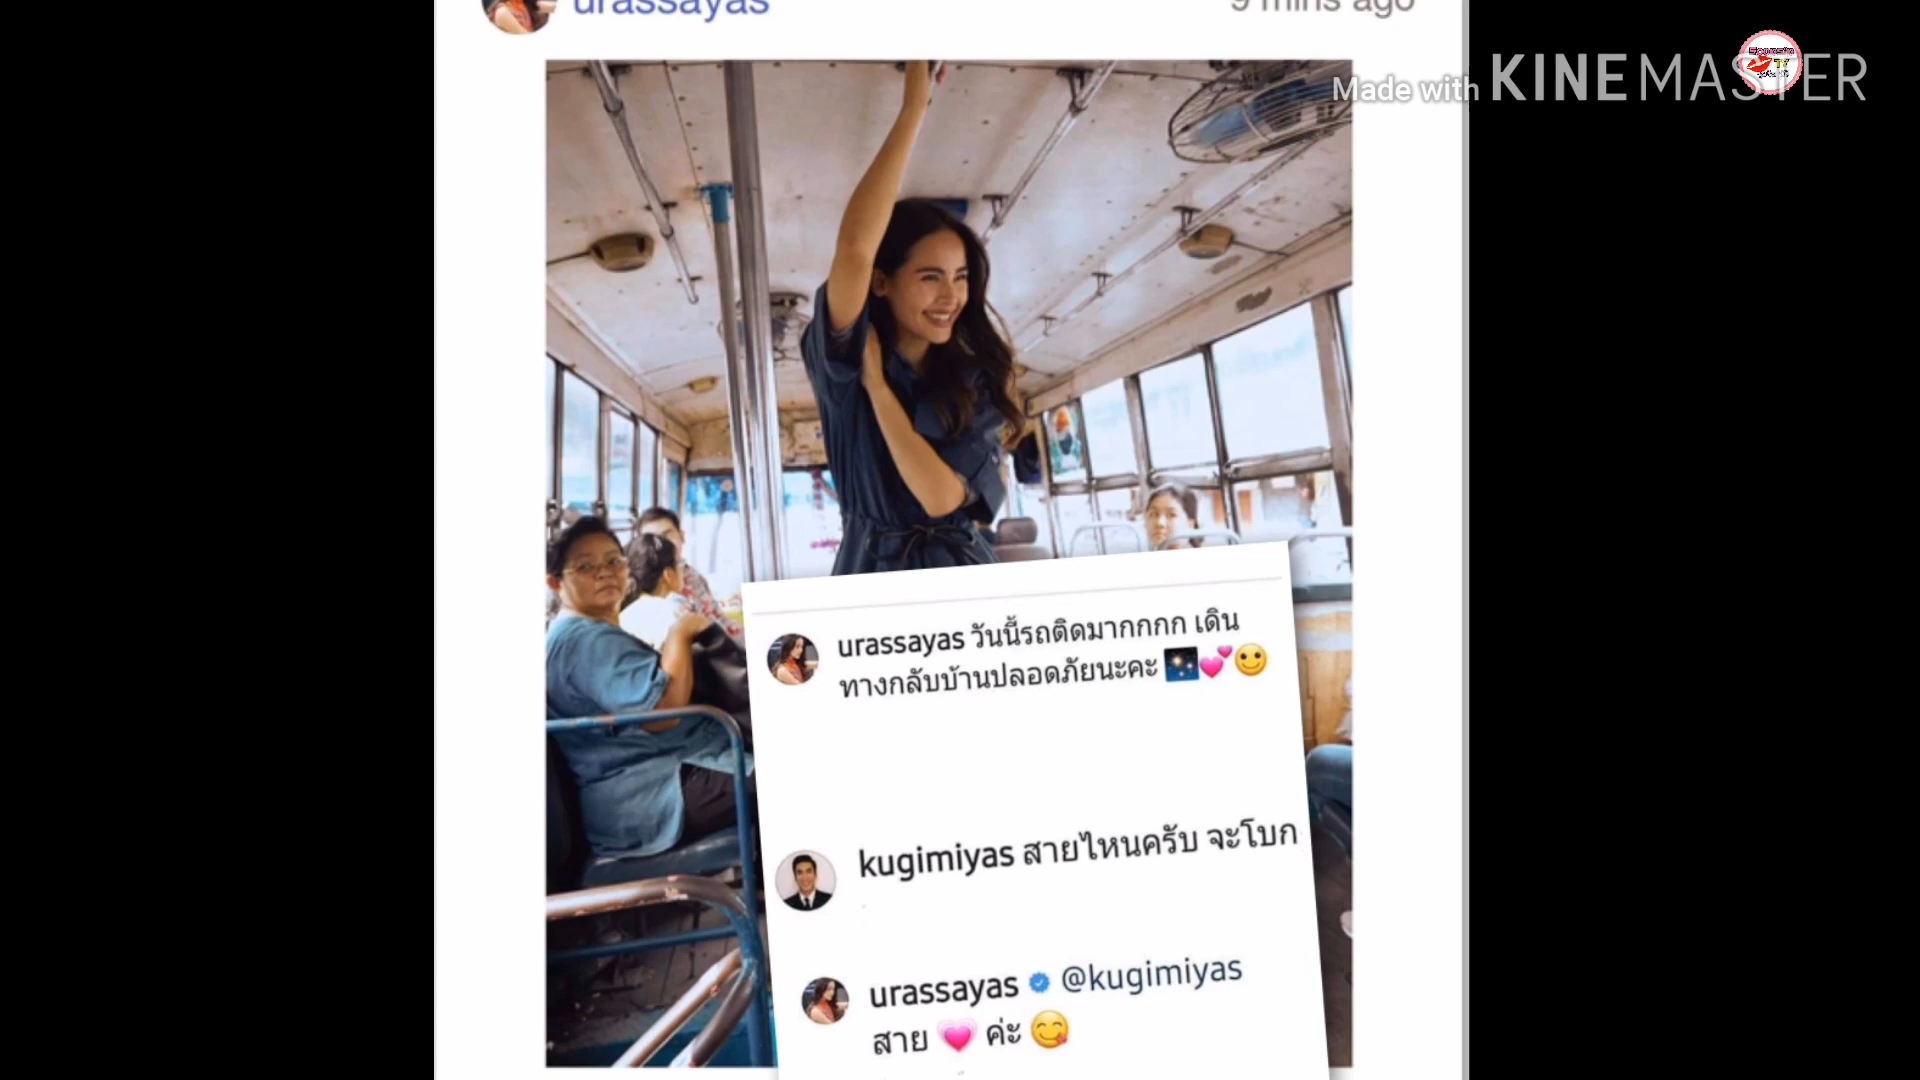 urassayas
9 mins ago
Made with KINEMASTER
urassayas วันนี้รถติดมากกกก เดิน
ทางกลับบ้านปลอดภัยนะคะ 🌌💕🙂
kugimiyas สายไหนครับ จะโบก
urassayas @kugimiyas
สาย 💗 ค่ะ 😋